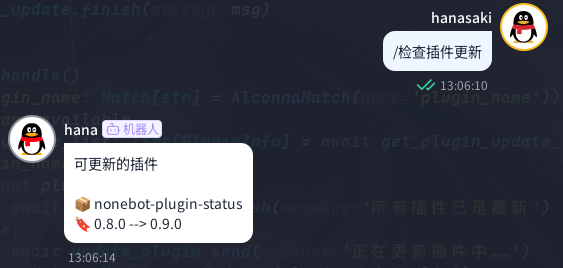 _update.finish(message=msg)
hanasaki
/检查插件更新
13:06:10
handle()
gin_name: Match[str] = AlconnaMatch(name='plugin_name'))
hana 机器人
[PluginInfo] = await get_plugin_update_
可更新的插件
not pl
📦 nonebot-plugin-status
await
sh(message='所有插件已是最新')
🔖 0.8.0 --> 0.9.0
e:
await update_plugin.send(message='正在更新插件中……')
13:06:14